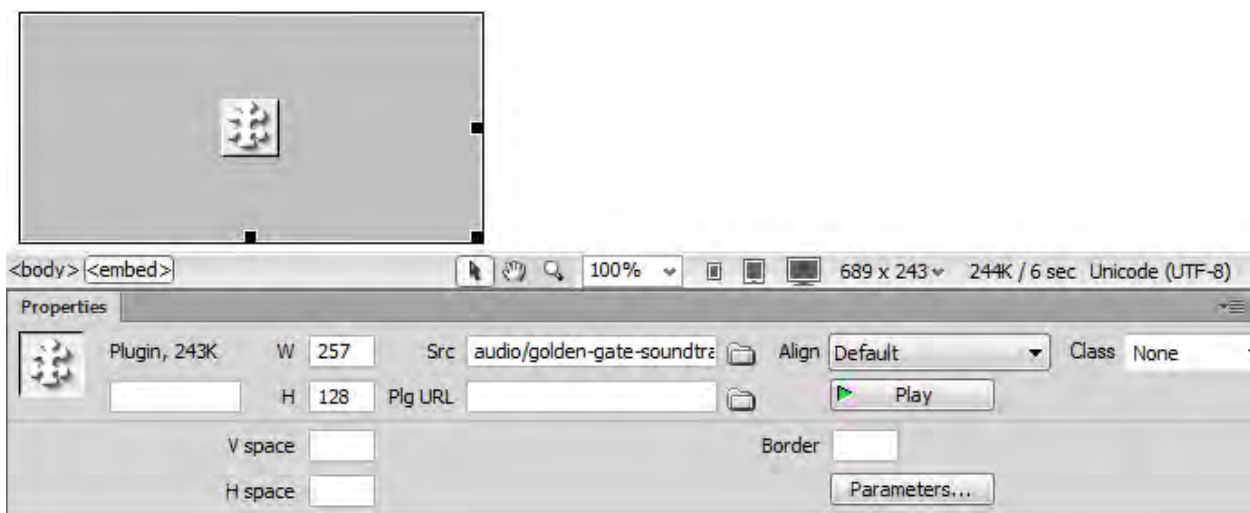 <body> <embed> 100% 689 x 243 244K / 6 sec Unicode (UTF-8)
Properties
Plugin, 243K W 257 Src audio/golden-gate-soundtra Align Default Class None
H 128 Plg URL Play
V space Border
H space Parameters...